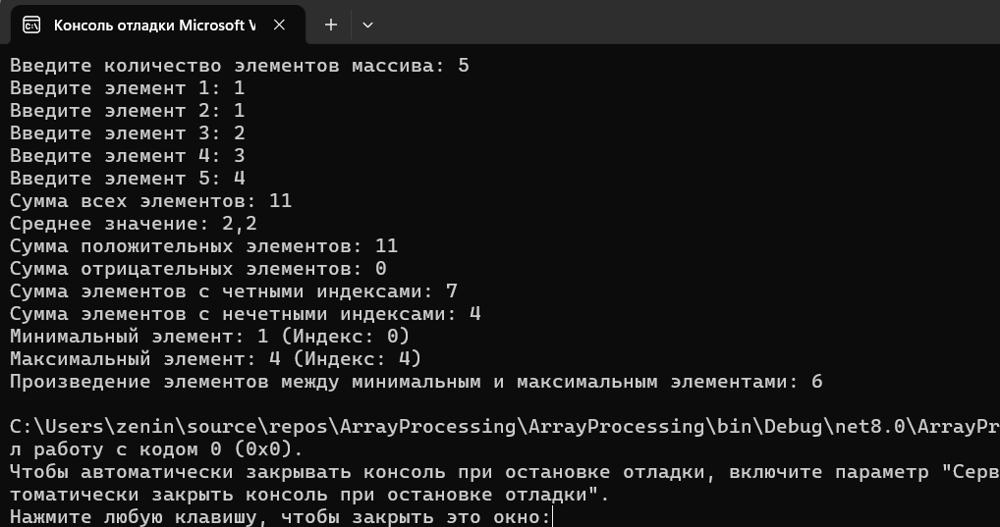 Консоль отладки Microsoft V
Введите количество элементов массива: 5
Введите элемент 1: 1
Введите элемент 2: 1
Введите элемент 3: 2
Введите элемент 4: 3
Введите элемент 5: 4
Сумма всех элементов: 11
Среднее значение: 2,2
Сумма положительных элементов: 11
Сумма отрицательных элементов: 0
Сумма элементов с четными индексами: 7
Сумма элементов с нечетными индексами: 4
Минимальный элемент: 1 (Индекс: 0)
Максимальный элемент: 4 (Индекс: 4)
Произведение элементов между минимальным и максимальным элементами: 6
C:\Users\zenin\source\repos\ArrayProcessing\ArrayProcessing\bin\Debug\net8.0\ArrayPr
л работу с кодом 0 (0x0).
Чтобы автоматически закрывать консоль при остановке отладки, включите параметр "Серв
томатически закрыть консоль при остановке отладки".
Нажмите любую клавишу, чтобы закрыть это окно: